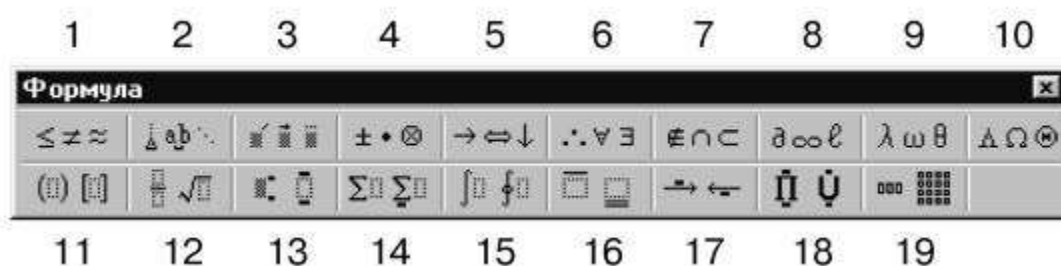 1 2 3 4 5 6 7 8 9 10
Формула
≤ ≠ ≈ ab ± • ⊗ → ⇔ ↓ ∴ ∀ ∃ ∉ ∩ ⊂ ∂ ∞ ℓ λ ω θ Λ Ω Θ
( ) [ ] √ Σ Σ ∫ ∮ → ← Π Ụ
11 12 13 14 15 16 17 18 19